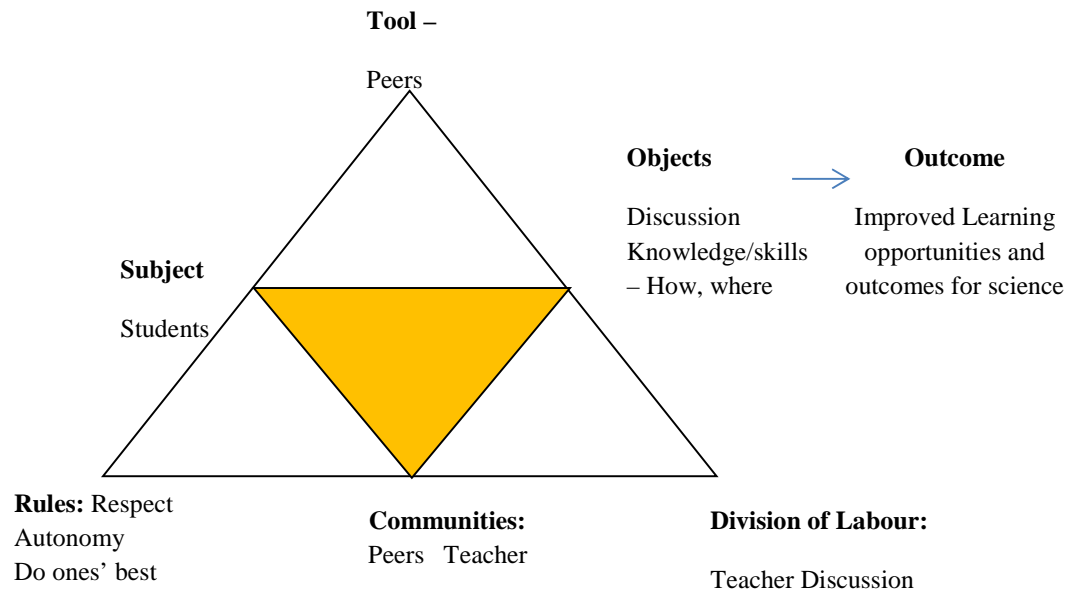 Tool –
Peers
Objects
Outcome
Discussion
Knowledge/skills
– How, where
Improved Learning
opportunities and
outcomes for science
Subject
Students
Rules: Respect
Autonomy
Do ones’ best
Communities:
Peers Teacher
Division of Labour:
Teacher Discussion